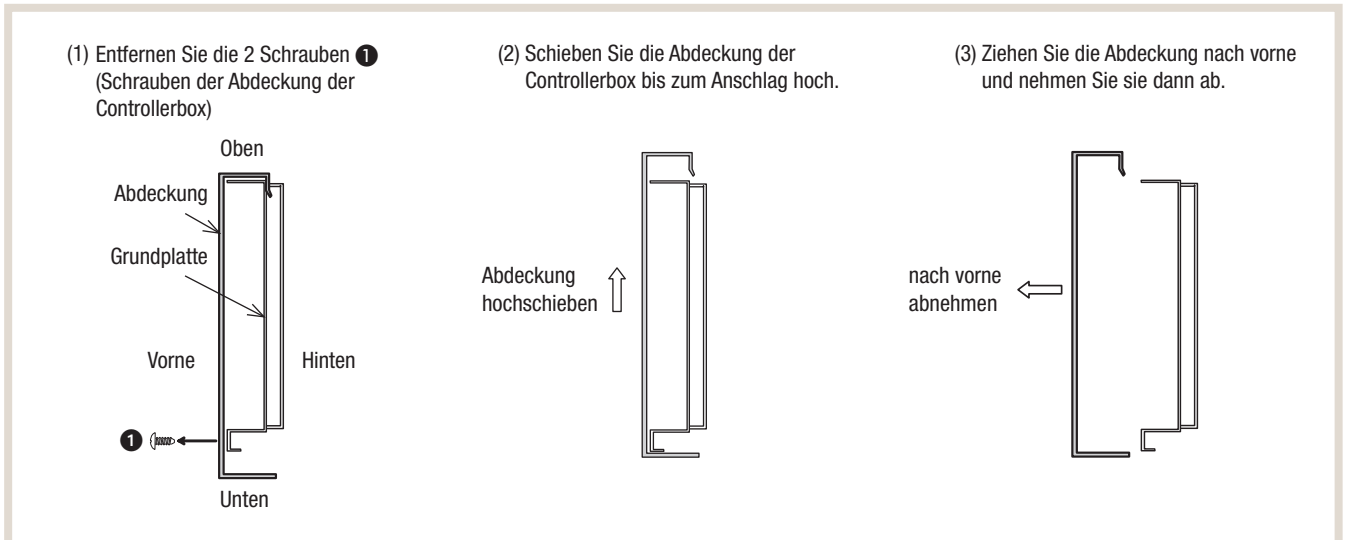 (1) Entfernen Sie die 2 Schrauben ❶
(Schrauben der Abdeckung der
Controllerbox)
Oben
Abdeckung
Grundplatte
Vorne
Hinten
❶
Unten
(2) Schieben Sie die Abdeckung der
Controllerbox bis zum Anschlag hoch.
Abdeckung
hochschieben
(3) Ziehen Sie die Abdeckung nach vorne
und nehmen Sie sie dann ab.
nach vorne
abnehmen